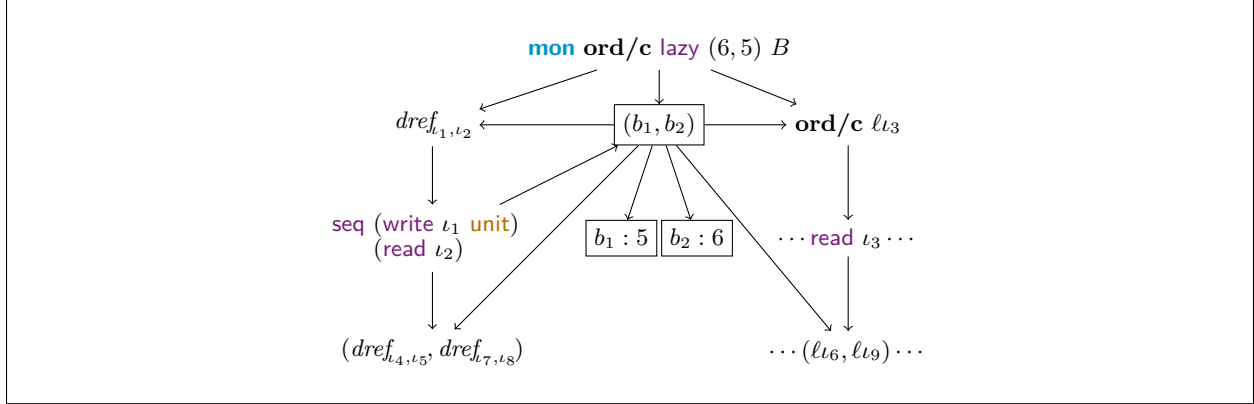 mon ord/c lazy (6, 5) B
dref_{ι₁,ι₂}
(b₁, b₂)
ord/c ℓι₃
seq (write ι₁ unit)
(read ι₂)
b₁ : 5
b₂ : 6
··· read ι₃ ···
(dref_{ι₄,ι₅}, dref_{ι₇,ι₈})
··· (ℓι₆, ℓι₉) ···